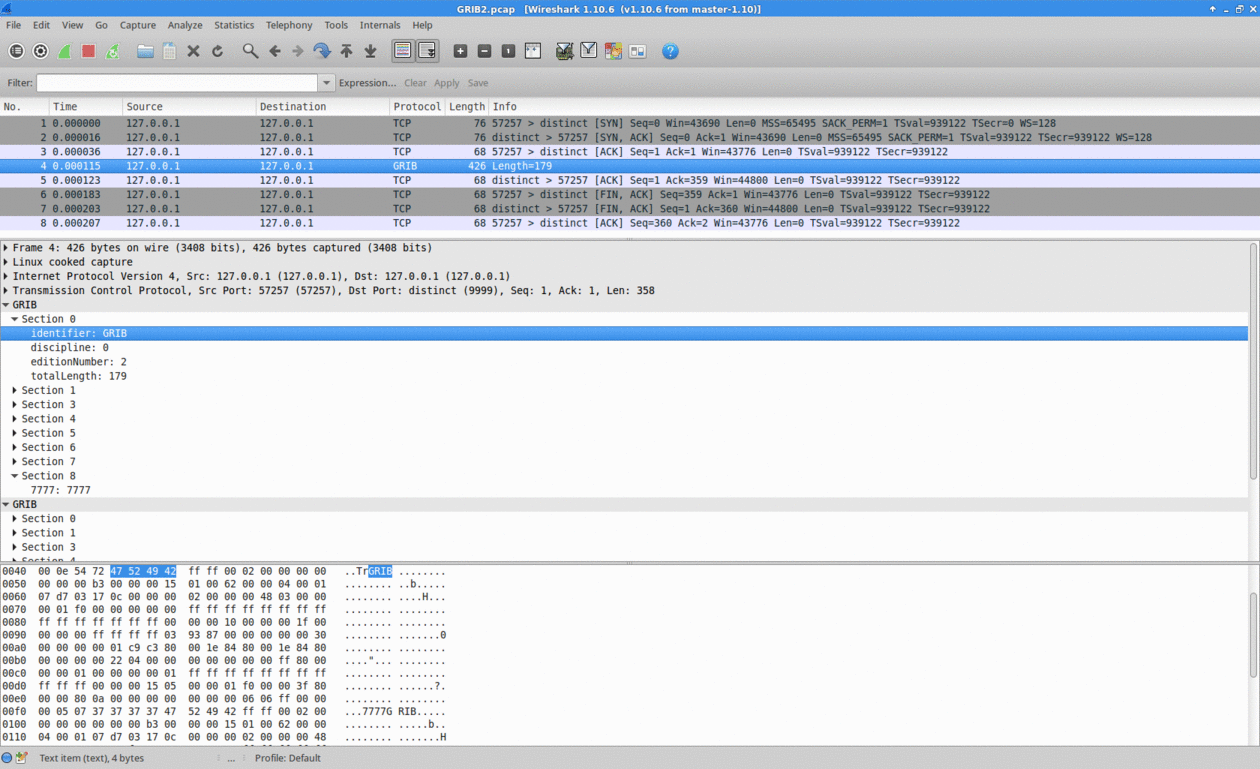 GRIB2.pcap   [Wireshark 1.10.6  (v1.10.6 from master-1.10)]
File Edit View Go Capture Analyze Statistics Telephony Tools Internals Help
Filter: Expression... Clear Apply Save
No. Time Source Destination Protocol Length Info
1 0.000000 127.0.0.1 127.0.0.1 TCP 76 57257 > distinct [SYN] Seq=0 Win=43690 Len=0 MSS=65495 SACK_PERM=1 TSval=939122 TSecr=0 WS=128
2 0.000016 127.0.0.1 127.0.0.1 TCP 76 distinct > 57257 [SYN, ACK] Seq=0 Ack=1 Win=43690 Len=0 MSS=65495 SACK_PERM=1 TSval=939122 TSecr=939122 WS=128
3 0.000036 127.0.0.1 127.0.0.1 TCP 68 57257 > distinct [ACK] Seq=1 Ack=1 Win=43776 Len=0 TSval=939122 TSecr=939122
4 0.000115 127.0.0.1 127.0.0.1 GRIB 426 Length=179
5 0.000123 127.0.0.1 127.0.0.1 TCP 68 distinct > 57257 [ACK] Seq=1 Ack=359 Win=44800 Len=0 TSval=939122 TSecr=939122
6 0.000183 127.0.0.1 127.0.0.1 TCP 68 57257 > distinct [FIN, ACK] Seq=359 Ack=1 Win=43776 Len=0 TSval=939122 TSecr=939122
7 0.000203 127.0.0.1 127.0.0.1 TCP 68 distinct > 57257 [FIN, ACK] Seq=1 Ack=360 Win=44800 Len=0 TSval=939122 TSecr=939122
8 0.000207 127.0.0.1 127.0.0.1 TCP 68 57257 > distinct [ACK] Seq=360 Ack=2 Win=43776 Len=0 TSval=939122 TSecr=939122
Frame 4: 426 bytes on wire (3408 bits), 426 bytes captured (3408 bits)
Linux cooked capture
Internet Protocol Version 4, Src: 127.0.0.1 (127.0.0.1), Dst: 127.0.0.1 (127.0.0.1)
Transmission Control Protocol, Src Port: 57257 (57257), Dst Port: distinct (9999), Seq: 1, Ack: 1, Len: 358
GRIB
Section 0
identifier: GRIB
discipline: 0
editionNumber: 2
totalLength: 179
Section 1
Section 3
Section 4
Section 5
Section 6
Section 7
Section 8
7777: 7777
GRIB
Section 0
Section 1
Section 3
Section 4
0040  00 0e 54 72 47 52 49 42  ff ff 00 02 00 00 00 00   ..TrGRIB ........
0050  00 00 00 b3 00 00 00 15  01 00 62 00 00 04 00 01   ........ ..b.....
0060  07 d7 03 17 0c 00 00 00  02 00 00 00 48 03 00 00   ........ ....H...
0070  00 01 f0 00 00 00 00 00  ff ff ff ff ff ff ff ff   ........ ........
0080  ff ff ff ff ff ff ff 00  00 00 10 00 00 00 1f 00   ........ ........
0090  00 00 00 ff ff ff ff 03  93 87 00 00 00 00 00 30   ........ .......0
00a0  00 00 00 00 01 c9 c3 80  00 1e 84 80 00 1e 84 80   ........ ........
00b0  00 00 00 00 22 04 00 00  00 00 00 00 00 ff 80 00   ...."... ........
00c0  00 00 01 00 00 00 00 01  ff ff ff ff ff ff ff ff   ........ ........
00d0  ff ff ff 00 00 00 15 05  00 00 01 f0 00 00 3f 80   ........ ......?.
00e0  00 00 80 0a 00 00 00 00  00 00 00 06 06 ff 00 00   ........ ........
00f0  00 05 07 37 37 37 37 47  52 49 42 ff ff 00 02 00   ...7777G RIB.....
0100  00 00 00 00 00 00 b3 00  00 00 15 01 00 62 00 00   ........ .....b..
0110  04 00 01 07 d7 03 17 0c  00 00 00 02 00 00 00 48   ........ .......H
Text item (text), 4 bytes ... Profile: Default